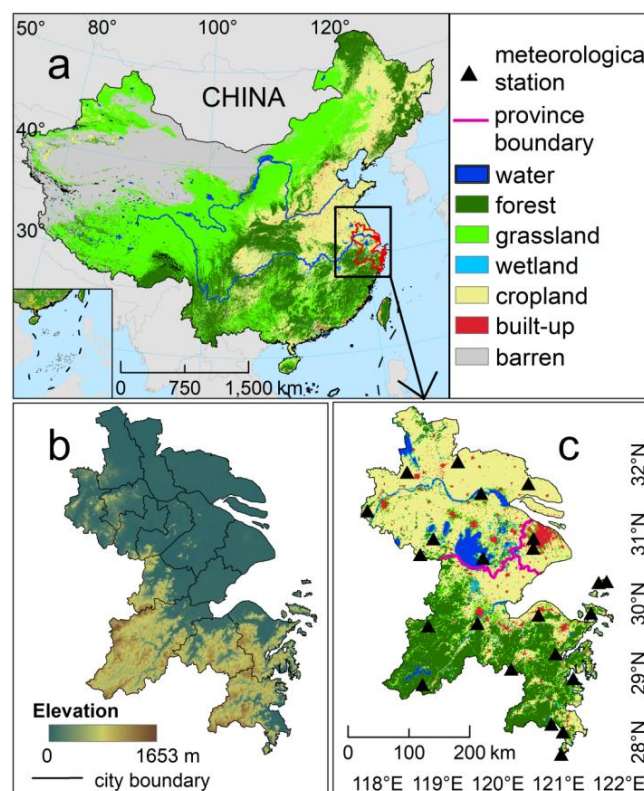 50° 80° 100° 120°
a
CHINA
40°
30°
0 750 1,500 km
meteorological
station
province
boundary
water
forest
grassland
wetland
cropland
built-up
barren
b
Elevation
0 1653 m
city boundary
c
32°N
31°N
30°N
29°N
28°N
0 100 200 km
118°E 119°E 120°E 121°E 122°E